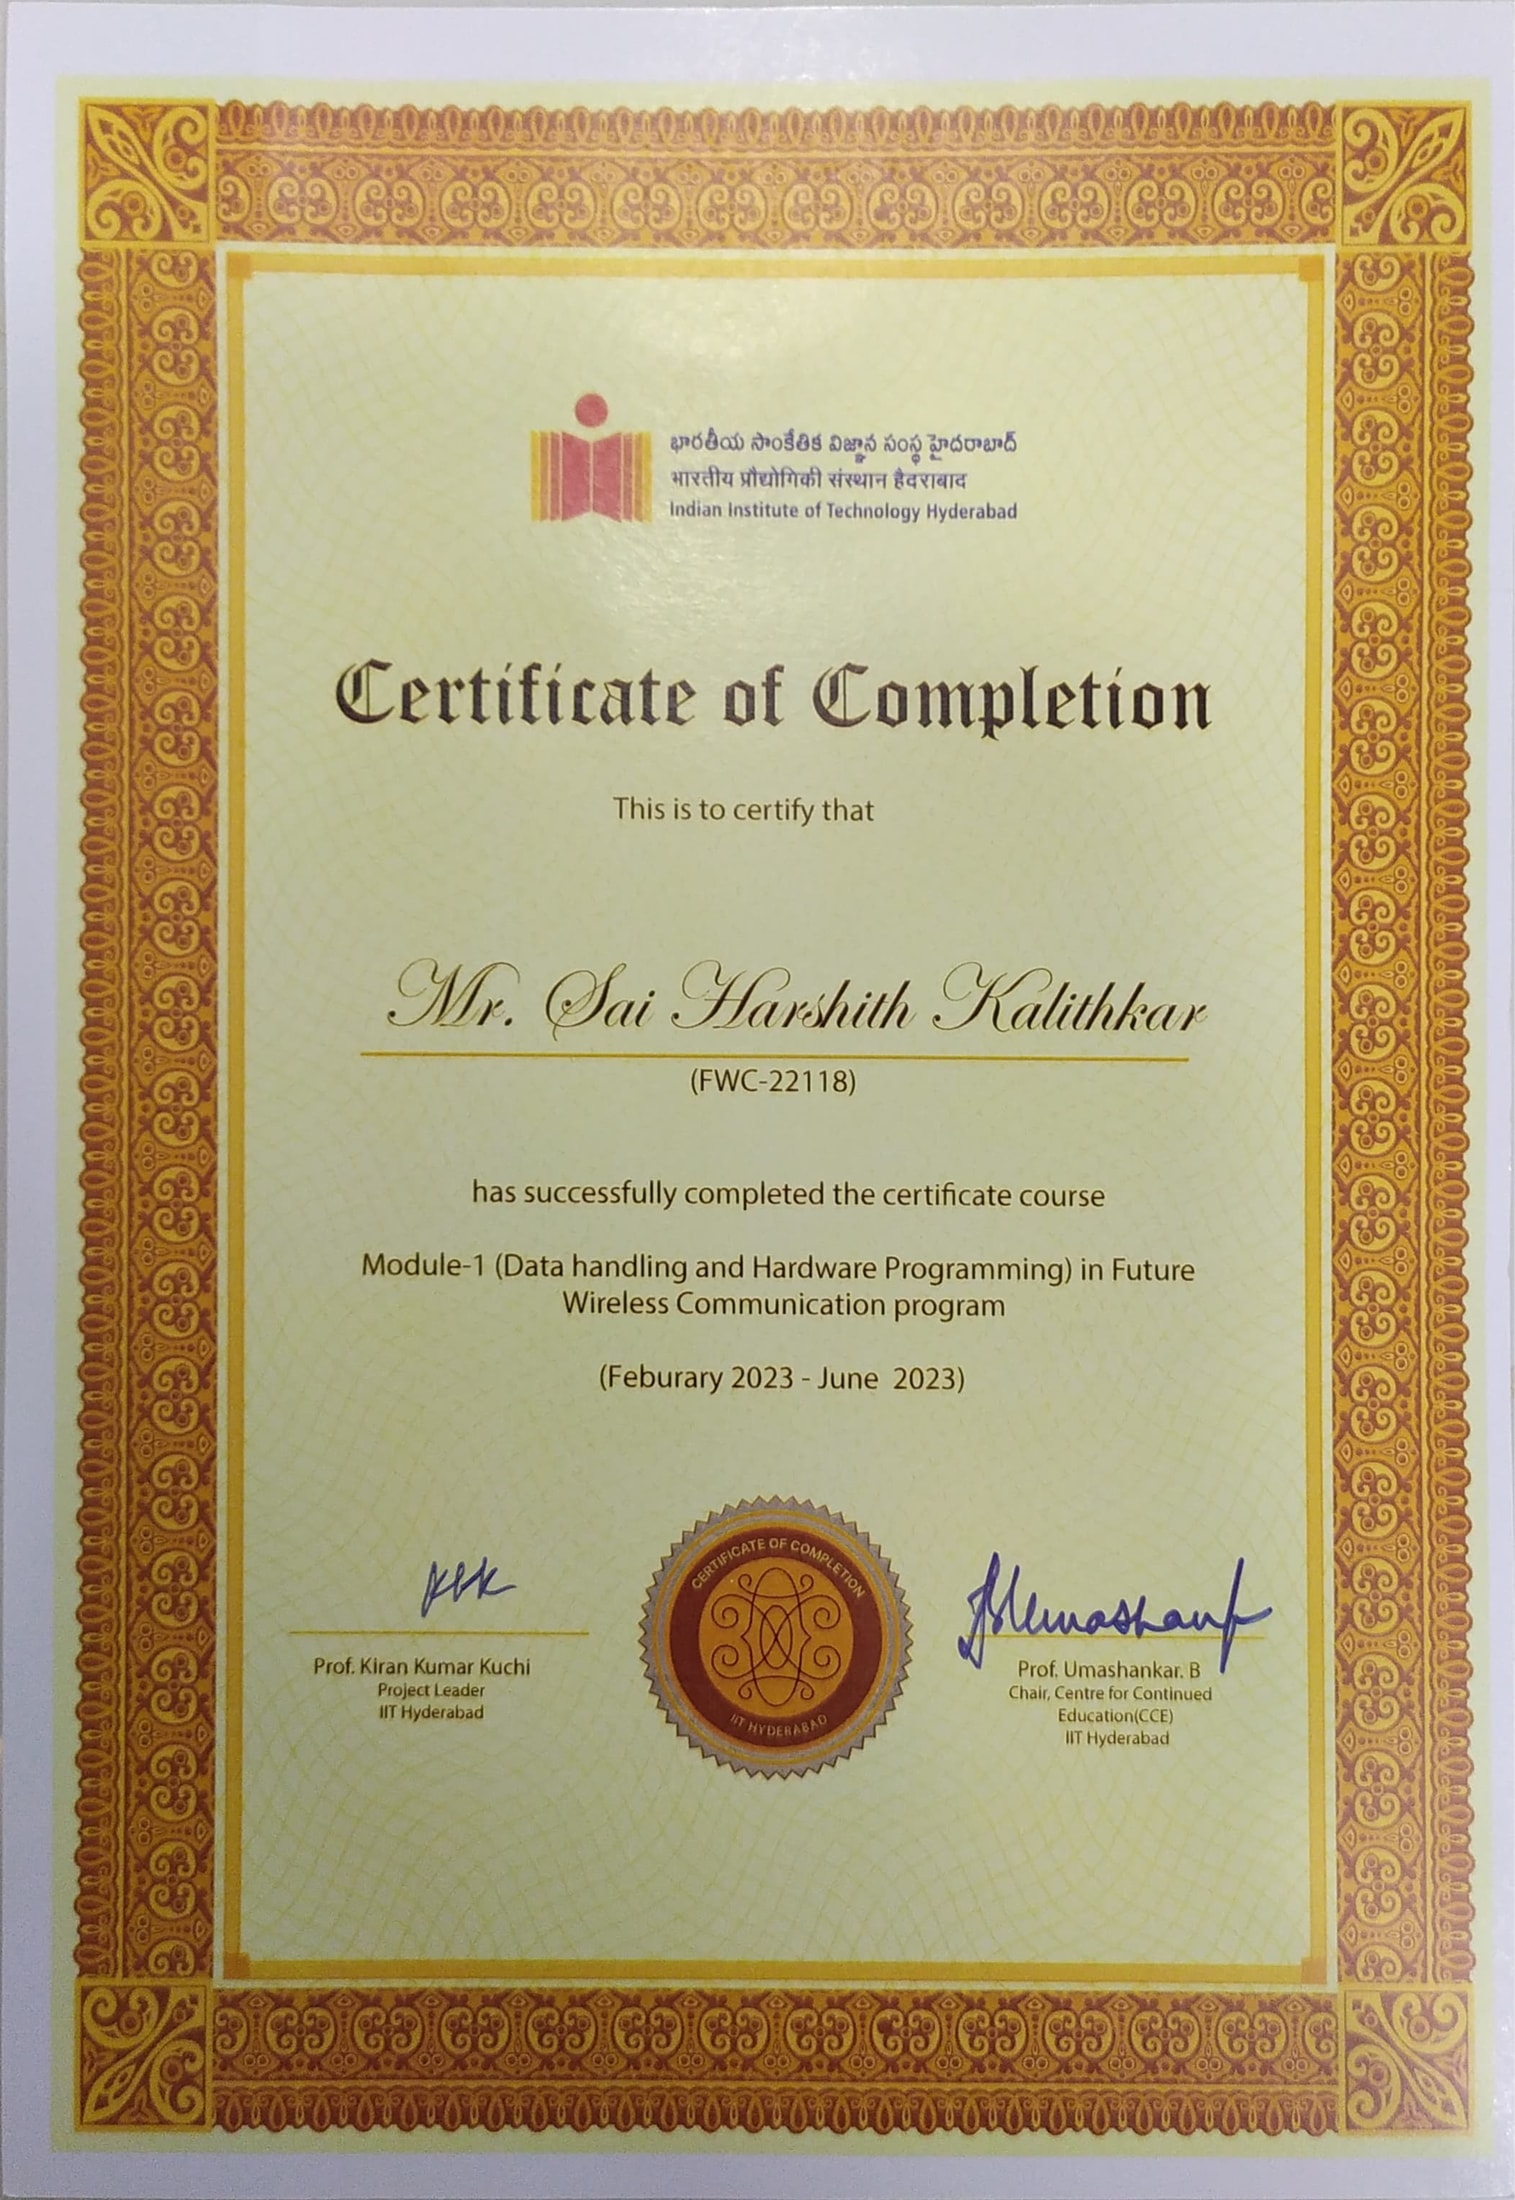 భారతీయ సాంకేతిక విజ్ఞాన సంస్థ హైదరాబాద్
भारतीय प्रौद्योगिकी संस्थान हैदराबाद
Indian Institute of Technology Hyderabad
Certificate of Completion
This is to certify that
Mr. Sai Harshith Kalithkar
(FWC-22118)
has successfully completed the certificate course
Module-1 (Data handling and Hardware Programming) in Future
Wireless Communication program
(Feburary 2023 - June 2023)
CERTIFICATE OF COMPLETION
IIT HYDERABAD
Prof. Kiran Kumar Kuchi
Project Leader
IIT Hyderabad
Prof. Umashankar. B
Chair, Centre for Continued
Education(CCE)
IIT Hyderabad